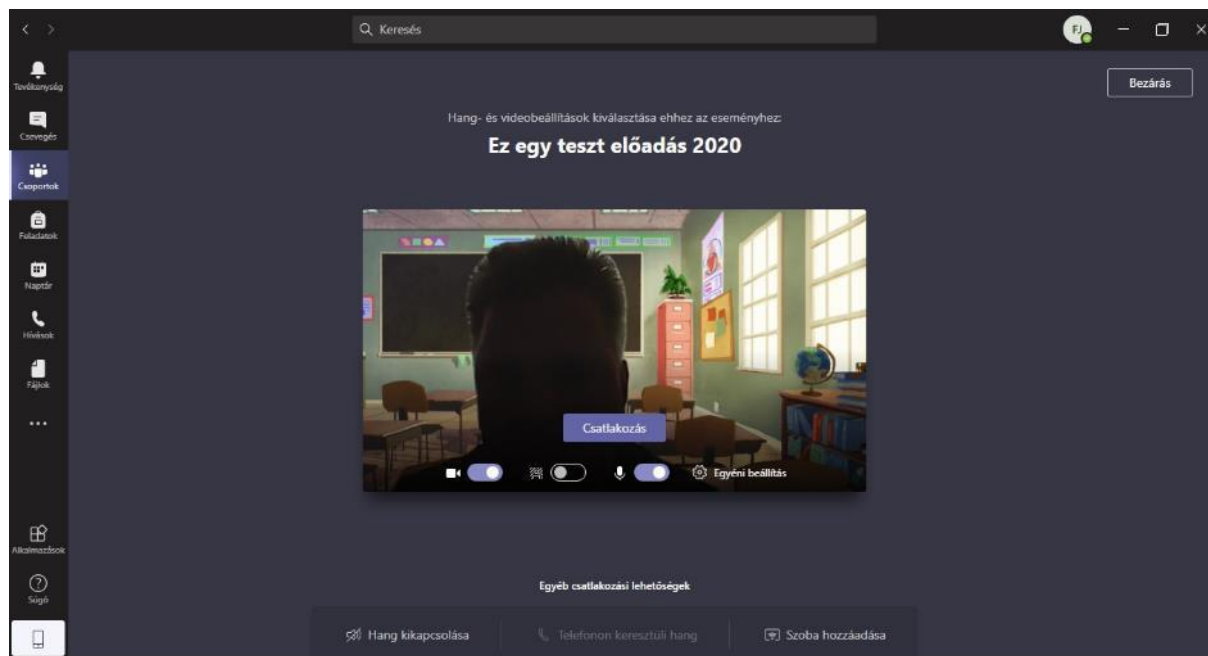 Keresés
FJ
Tevékenység
Csevegés
Csoportok
Feladatok
Naptár
Hívások
Fájlok
Alkalmazások
Súgó
Bezárás
Hang- és videobeállítások kiválasztása ehhez az eseményhez:
Ez egy teszt előadás 2020
Csatlakozás
Egyéni beállítás
Egyéb csatlakozási lehetőségek
Hang kikapcsolása Telefonon keresztüli hang Szoba hozzáadása